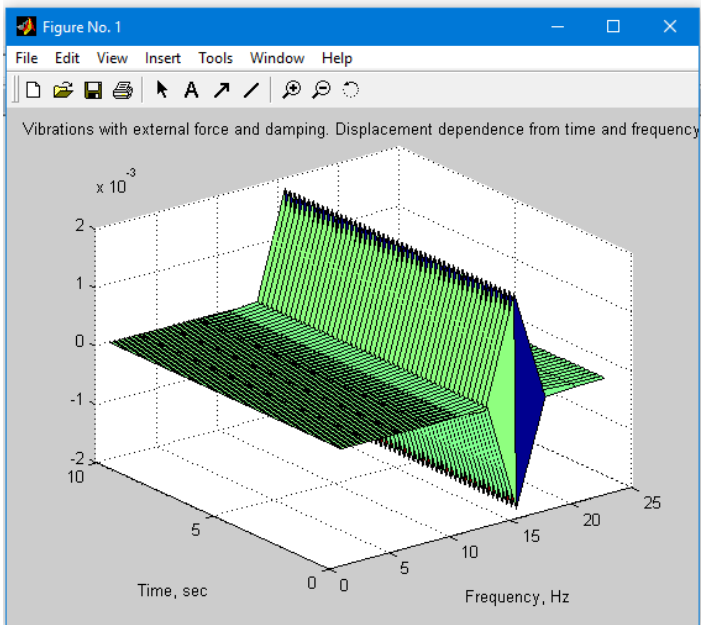 Figure No. 1
File Edit View Insert Tools Window Help
A
Vibrations with external force and damping. Displacement dependence from time and frequency
x 10-3
2
1
0
-1
-2
10
5
0
0
5
10
15
20
25
Time, sec
Frequency, Hz